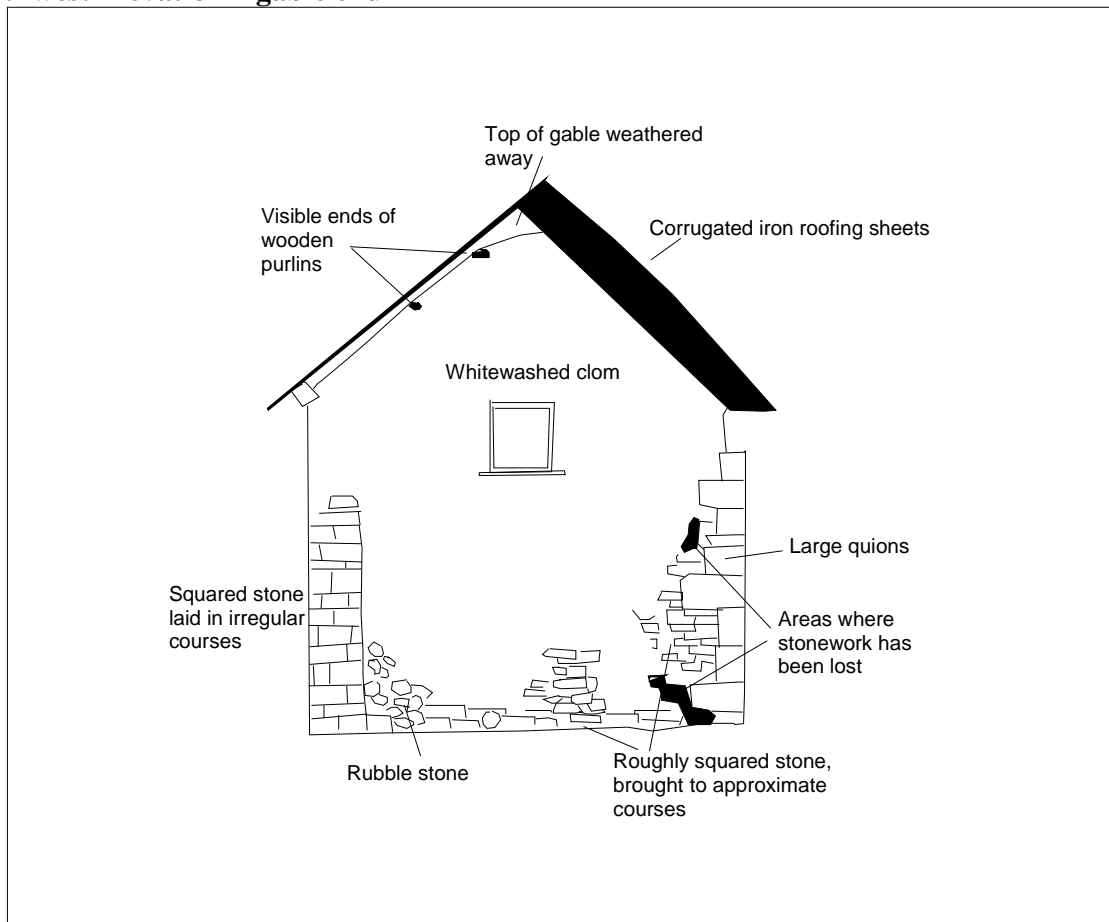 Top of gable weathered
away
Visible ends of
wooden
purlins
Corrugated iron roofing sheets
Whitewashed clom
Large quions
Squared stone
laid in irregular
courses
Areas where
stonework has
been lost
Rubble stone
Roughly squared stone,
brought to approximate
courses